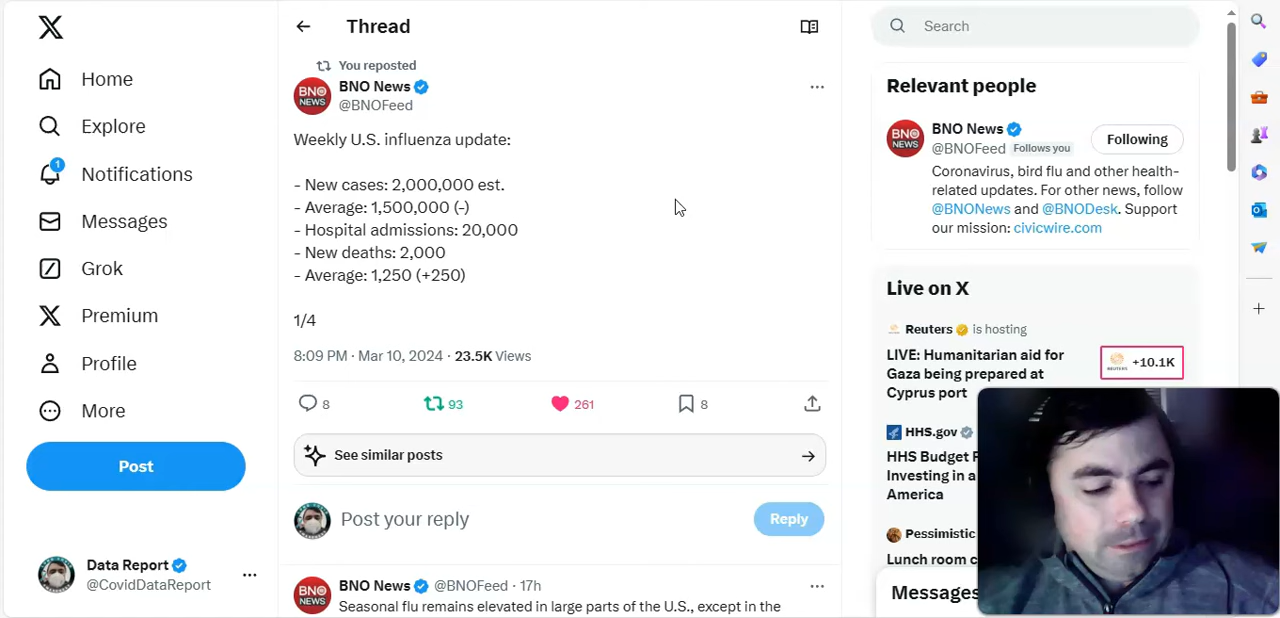 Home
Explore
1
Notifications
Messages
Grok
Premium
Profile
More
Post
Data Report
@CovidDataReport
Thread
You reposted
BNO NEWS
BNO News
@BNOFeed
Weekly U.S. influenza update:
- New cases: 2,000,000 est.
- Average: 1,500,000 (-)
- Hospital admissions: 20,000
- New deaths: 2,000
- Average: 1,250 (+250)
1/4
8:09 PM · Mar 10, 2024 · 23.5K Views
8 93 261 8
See similar posts
Post your reply
Reply
BNO NEWS
BNO News @BNOFeed · 17h
Seasonal flu remains elevated in large parts of the U.S., except in the
Search
Relevant people
BNO NEWS
BNO News
@BNOFeed Follows you
Following
Coronavirus, bird flu and other health-
related updates. For other news, follow
@BNONews and @BNODesk. Support
our mission: civicwire.com
Live on X
Reuters is hosting
LIVE: Humanitarian aid for
Gaza being prepared at
Cyprus port
+10.1K
HHS.gov
HHS Budget
Investing in a
America
Pessimistic
Lunch room
Messages